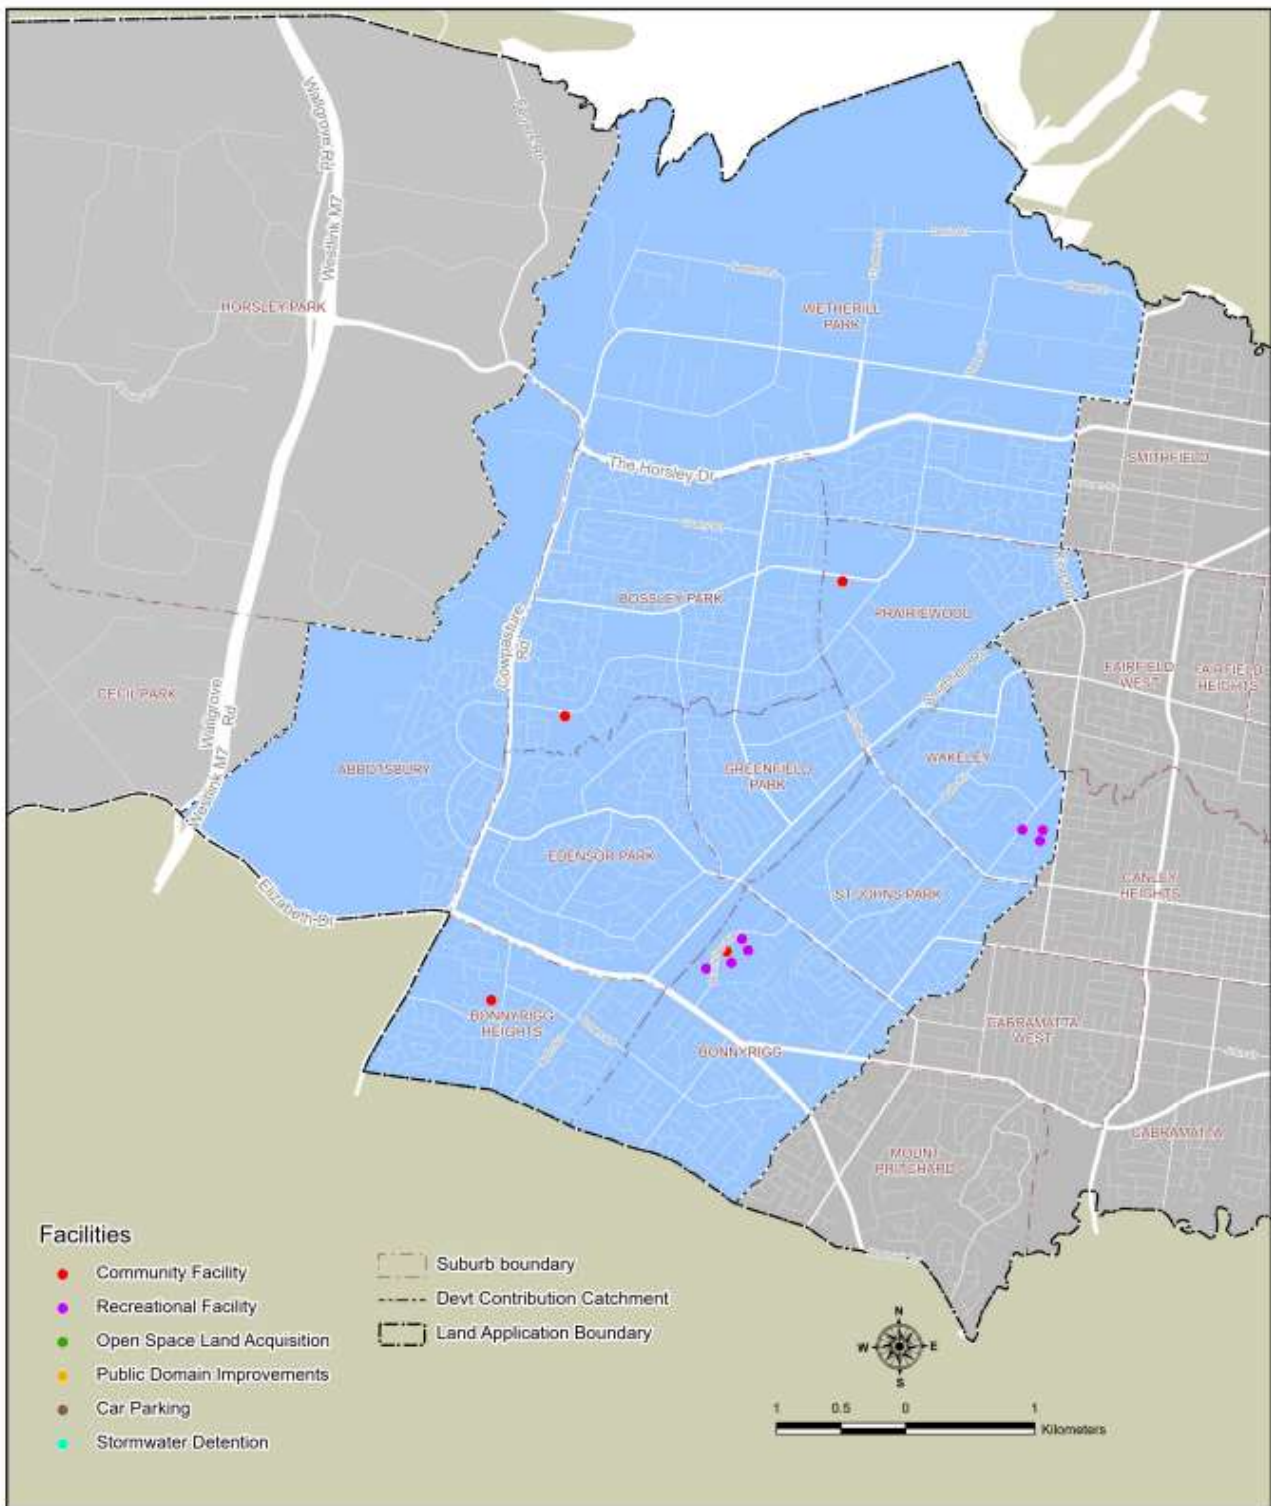 Wallgrove Rd
Westlink M7
HORSLEY PARK
WETHERILL
PARK
SMITHFIELD
The Horsley Dr
BOSSLEY PARK
PRAIRIEWOOD
Cowpasture
Rd
FAIRFIELD
WEST
FAIRFIELD
HEIGHTS
CECIL PARK
Wallgrove
Rd
Westlink M7
ABBOTSBURY
GREENFIELD
PARK
WAKELEY
EDENSOR PARK
ST JOHNS PARK
CANLEY
HEIGHTS
Elizabeth Dr
BONNYRIGG
HEIGHTS
BONNYRIGG
CABRAMATTA
WEST
CABRAMATTA
MOUNT
PRITCHARD
Facilities
Community Facility
Recreational Facility
Open Space Land Acquisition
Public Domain Improvements
Car Parking
Stormwater Detention
Suburb boundary
Devt Contribution Catchment
Land Application Boundary
N
W E
S
1 0.5 0 1
Kilometers